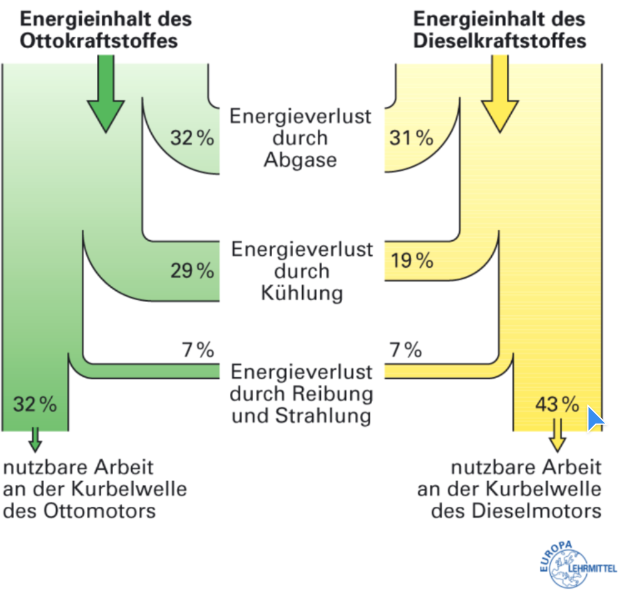 Energieinhalt des
Ottokraftstoffes
Energieinhalt des
Dieselkraftstoffes
32 %
Energieverlust
durch
Abgase
31 %
29 %
Energieverlust
durch
Kühlung
19 %
7 %
7 %
Energieverlust
durch Reibung
und Strahlung
32 %
43 %
nutzbare Arbeit
an der Kurbelwelle
des Ottomotors
nutzbare Arbeit
an der Kurbelwelle
des Dieselmotors
EUROPA
LEHRMITTEL